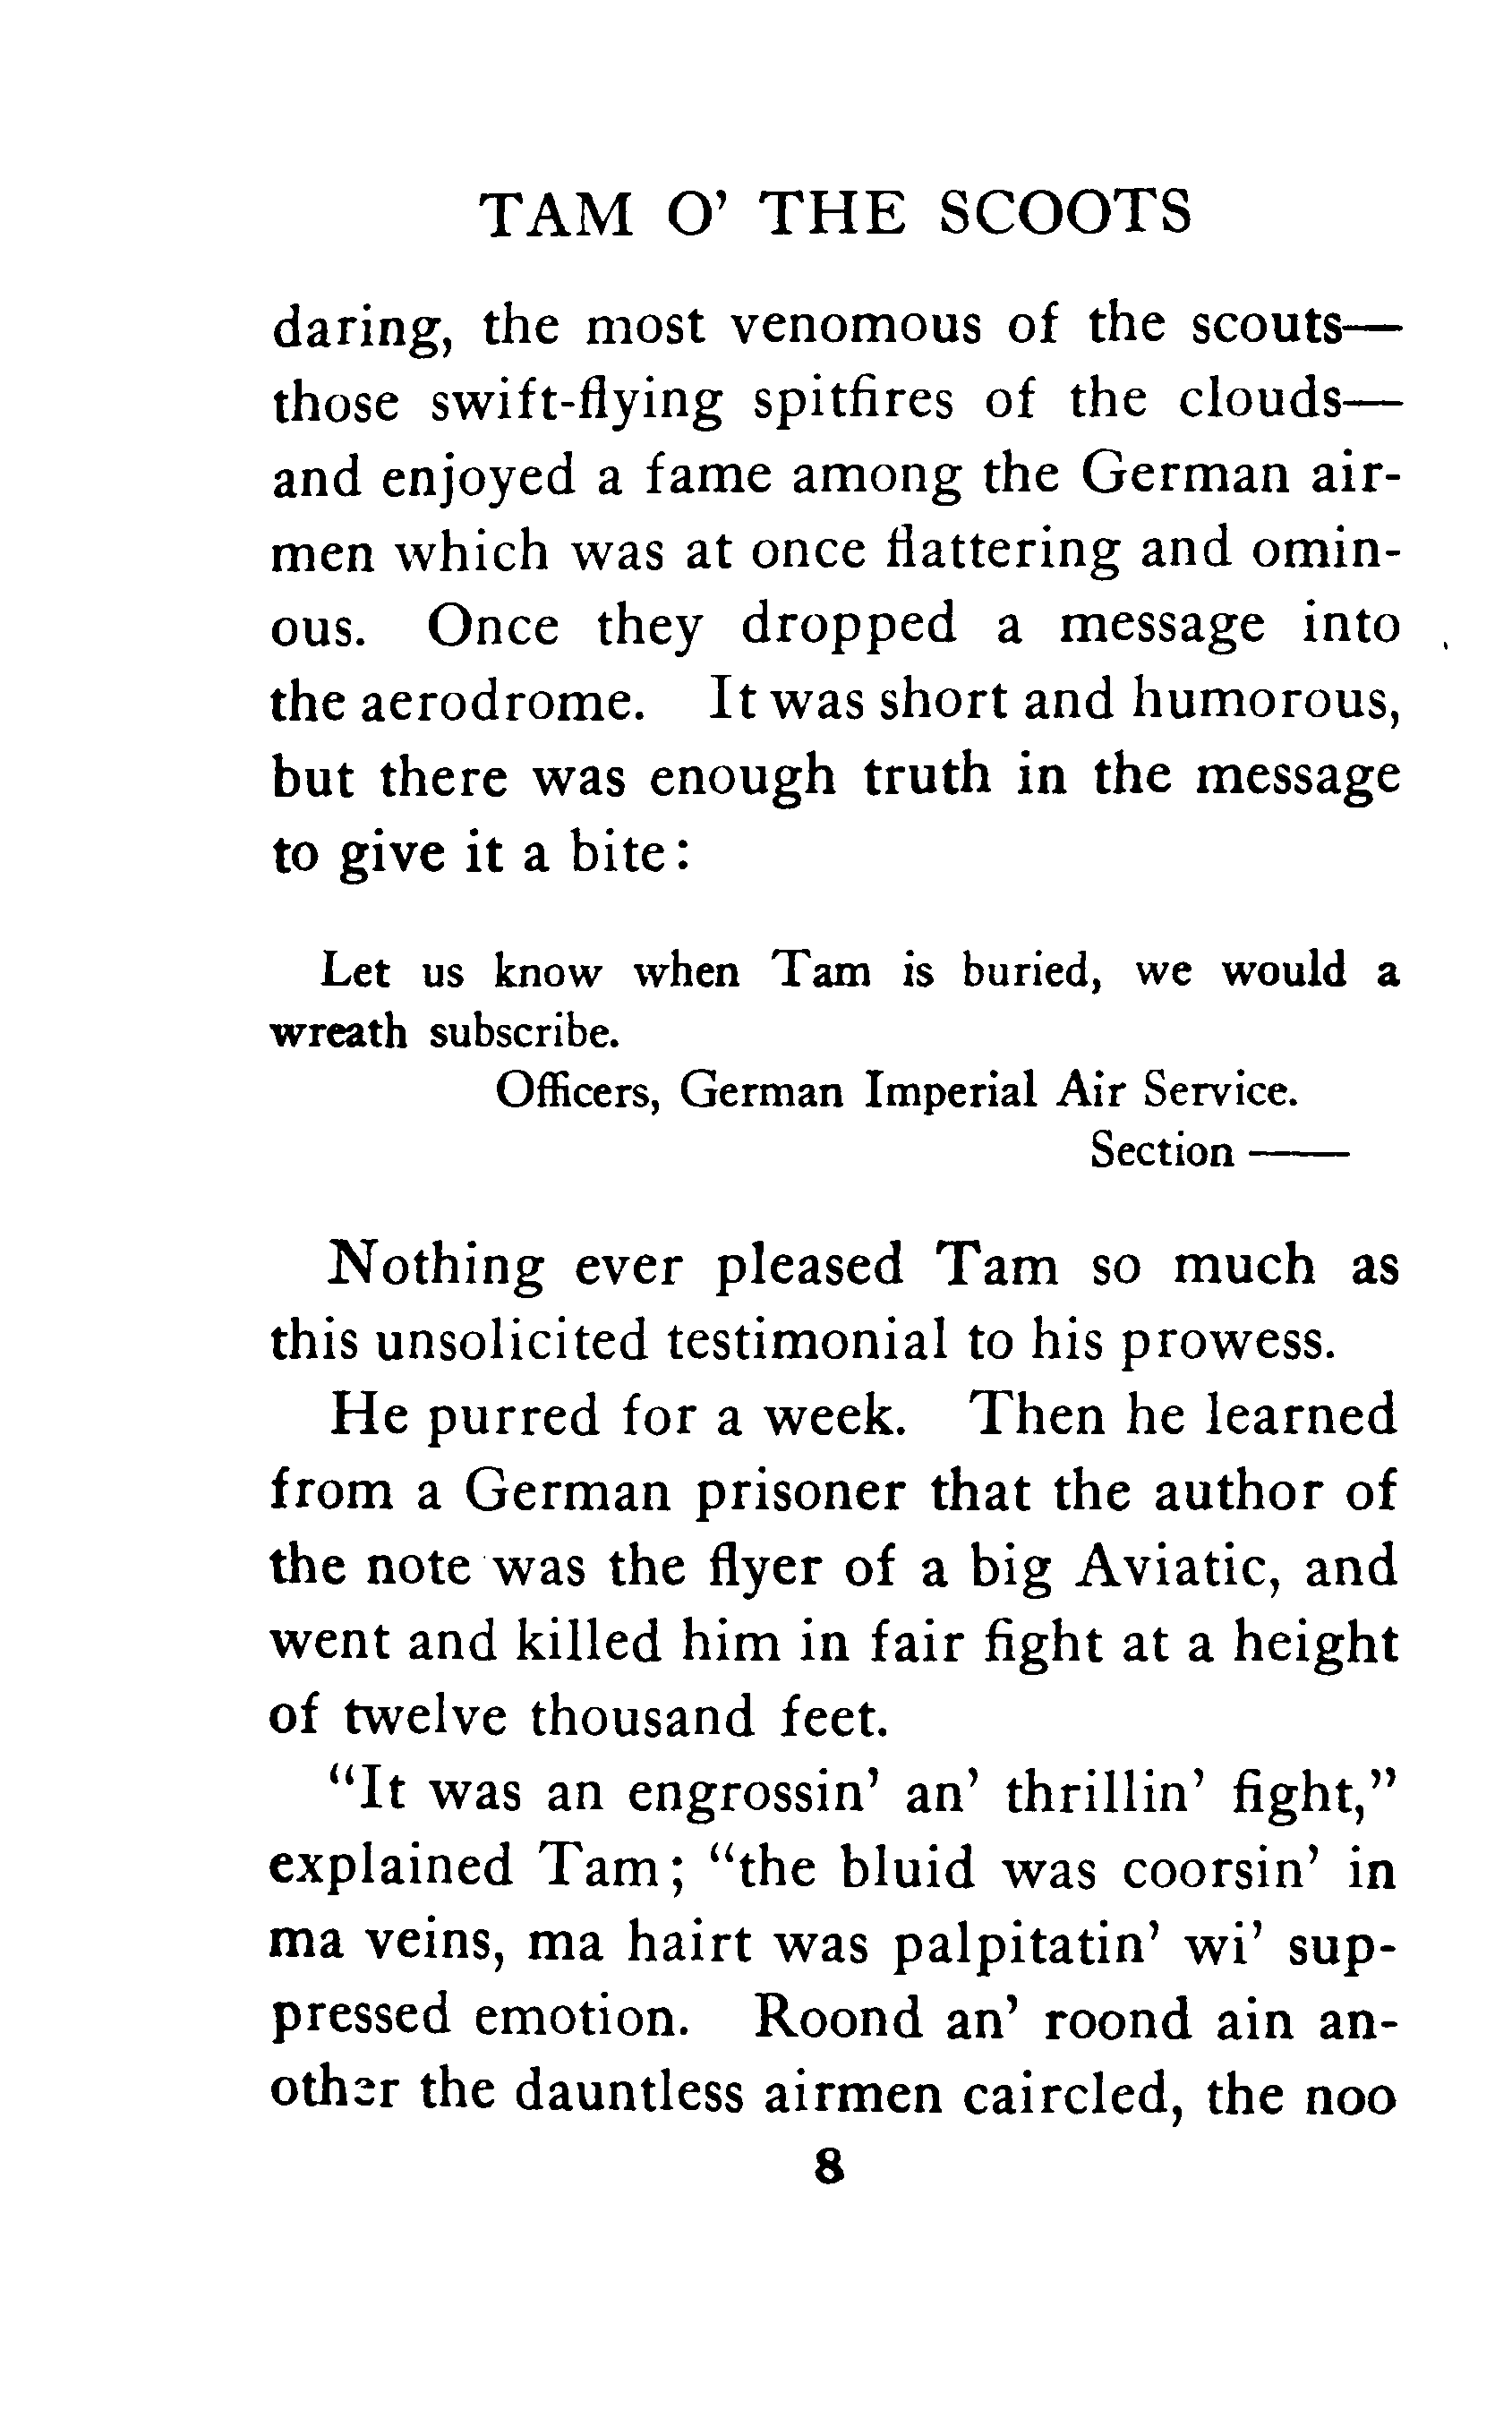 TAM O' THE SCOOTS
daring, the most venomous of the scouts—
those swift-flying spitfires of the clouds—
and enjoyed a fame among the German air-
men which was at once flattering and omin-
ous. Once they dropped a message into
the aerodrome. It was short and humorous,
but there was enough truth in the message
to give it a bite:
Let us know when Tam is buried, we would a
wreath subscribe.
Officers, German Imperial Air Service.
Section ——
Nothing ever pleased Tam so much as
this unsolicited testimonial to his prowess.
He purred for a week. Then he learned
from a German prisoner that the author of
the note was the flyer of a big Aviatic, and
went and killed him in fair fight at a height
of twelve thousand feet.
"It was an engrossin' an' thrillin' fight,"
explained Tam; "the bluid was coorsin' in
ma veins, ma hairt was palpitatin' wi' sup-
pressed emotion. Roond an' roond ain an-
other the dauntless airmen caircled, the noo
8